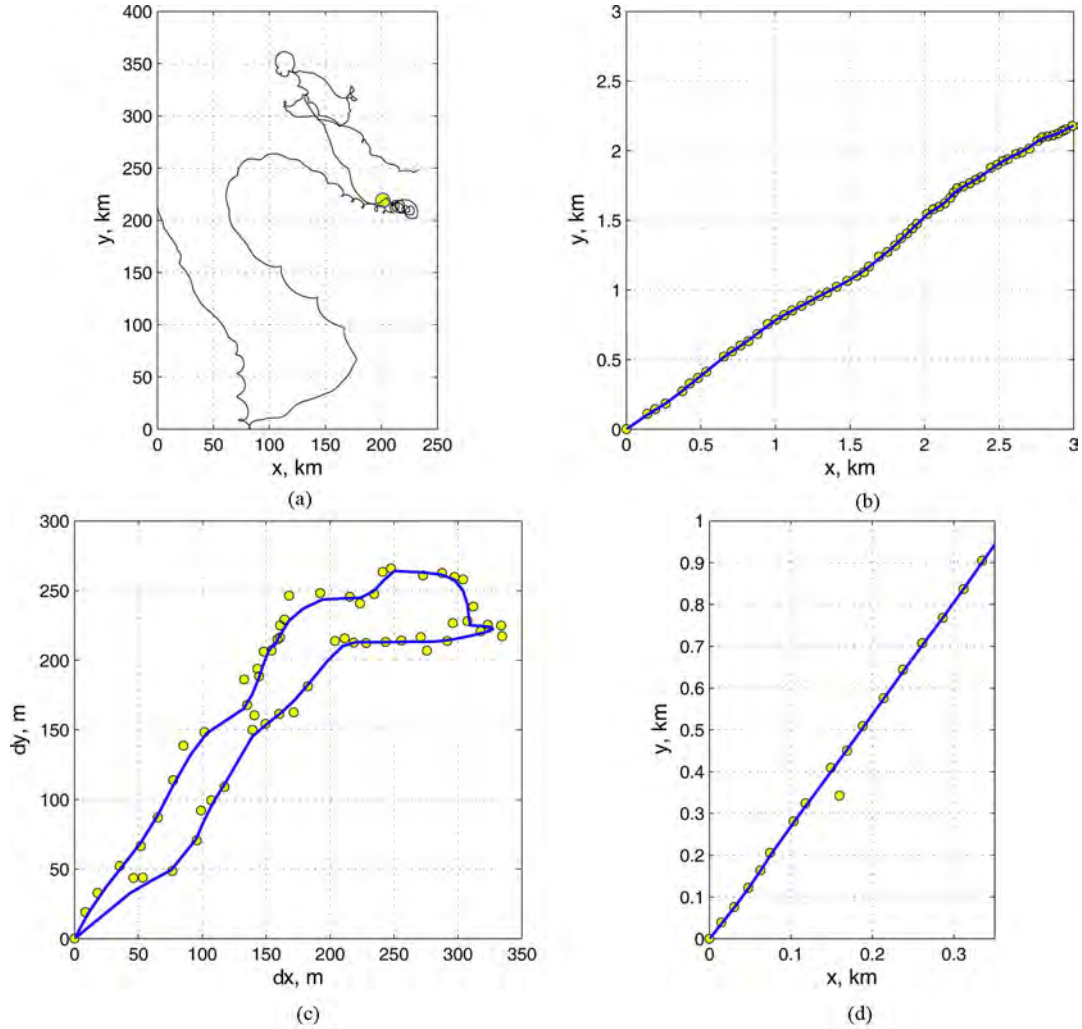 400
350
300
250
200
150
100
50
0
y, km
0 50 100 150 200 250
x, km
(a)
3
2.5
2
1.5
1
0.5
0
y, km
0 0.5 1 1.5 2 2.5 3
x, km
(b)
300
250
200
150
100
50
0
dy, m
0 50 100 150 200 250 300 350
dx, m
(c)
1
0.9
0.8
0.7
0.6
0.5
0.4
0.3
0.2
0.1
0
y, km
0 0.1 0.2 0.3
x, km
(d)